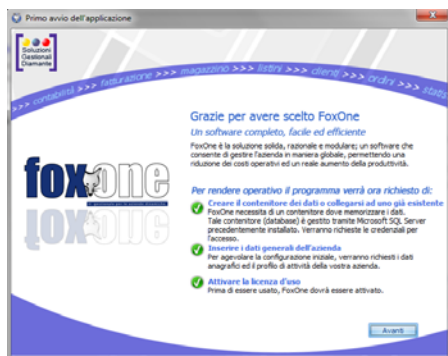 Primo avvio dell'applicazione
Soluzioni
Gestionali
Diamante
>>> contabilità >>> fatturazione >>> magazzino >>> listini >>> clienti >>> ordini >>> statis
Grazie per avere scelto FoxOne
Un software completo, facile ed efficiente
FoxOne è la soluzione solida, razionale e modulare; un software che
consente di gestire l'azienda in maniera globale, permettendo una
riduzione dei costi operativi ed un reale aumento della produttività.
foxone
Per rendere operativo il programma verrà ora richiesto di:
Creare il contenitore dei dati o collegarsi ad uno già existente
FoxOne necessita di un contenitore dove memorizzare i dati.
Tale contenitore (database) è gestito tramite Microsoft SQL Server
precedentemente installato. Verranno richieste le credenziali per
l'accesso.
Inserire i dati generali dell'azienda
Per agevolare la configurazione iniziale, verranno richiesti i dati
anagrafici ed il profilo di attività della vostra azienda.
Attivare la licenza d'uso
Prima di essere usato, FoxOne dovrà essere attivato.
Avanti